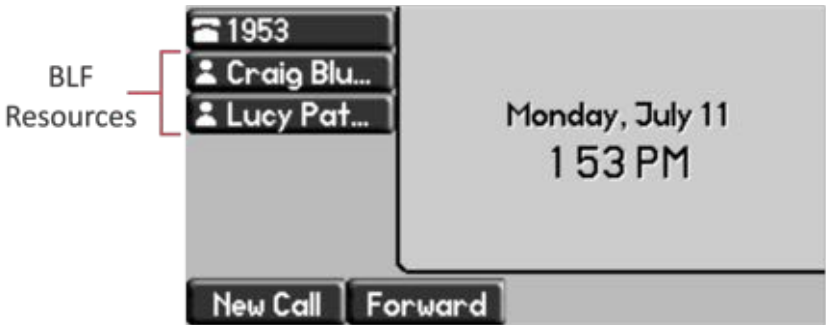 1953
BLF
Resources
Craig Blu...
Lucy Pat...
Monday, July 11
1 53 PM
New Call
Forward